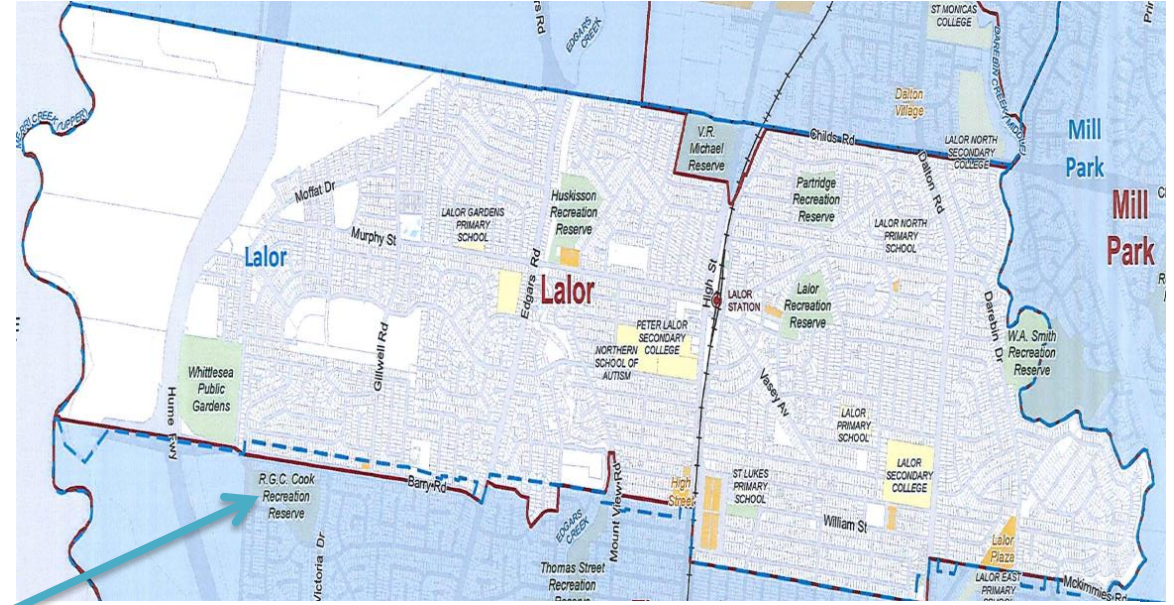 ST MONICAS
COLLEGE
EDGARS
CREEK
rs Rd
Prin
MERRI CREEK (UPPER)
DAREBIN CREEK (MIDDLE)
Dalton
Village
Childs Rd
V.R.
Michael
Reserve
LALOR NORTH
SECONDARY
COLLEGE
Mill
Park
Mill
Park
Dalton Rd
Moffat Dr
Huskisson
Recreation
Reserve
Partridge
Recreation
Reserve
LALOR GARDENS
PRIMARY
SCHOOL
LALOR NORTH
PRIMARY
SCHOOL
Murphy St
Lalor
Edgars Rd
Lalor
High St
LALOR
STATION
Lalor
Recreation
Reserve
Darebin Dr
W.A. Smith
Recreation
Reserve
PETER LALOR
SECONDARY
COLLEGE
NORTHERN
SCHOOL OF
AUTISM
Gillwell Rd
Whittlesea
Public
Gardens
Vasey Av
Hume Fwy
LALOR
PRIMARY
SCHOOL
LALOR
SECONDARY
COLLEGE
R.G.C. Cook
Recreation
Reserve
Barry Rd
Mount View Rd
High
Street
ST LUKES
PRIMARY
SCHOOL
William St
EDGARS
CREEK
Victoria Dr
Lalor
Plaza
Thomas Street
Recreation
Reserve
LALOR EAST
PRIMARY
Mckimmies Rd